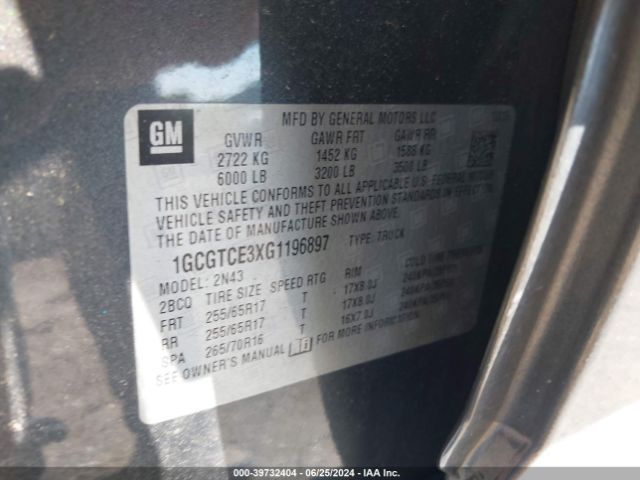 GM
MFD BY GENERAL MOTORS LLC
GVWR GAWR FRT GAWR RR
2722 KG 1452 KG 1588 KG
6000 LB 3200 LB 3500 LB
THIS VEHICLE CONFORMS TO ALL APPLICABLE U.S. FEDERAL MOTOR
VEHICLE SAFETY AND THEFT PREVENTION STANDARDS IN EFFECT ON
THE DATE OF MANUFACTURE SHOWN ABOVE.
1GCGTCE3XG1196897 TYPE: TRUCK
MODEL: 2N43
2BCQ TIRE SIZE SPEED RTG RIM COLD TIRE
FRT 255/65R17 T 17X8.0J
RR 255/65R17 T 17X8.0J
SPA 265/70R16 T 16X7.0J
SEE OWNER'S MANUAL FOR MORE INFORMATION.
000-39732404 / 06/25/2024 - IAA Inc.